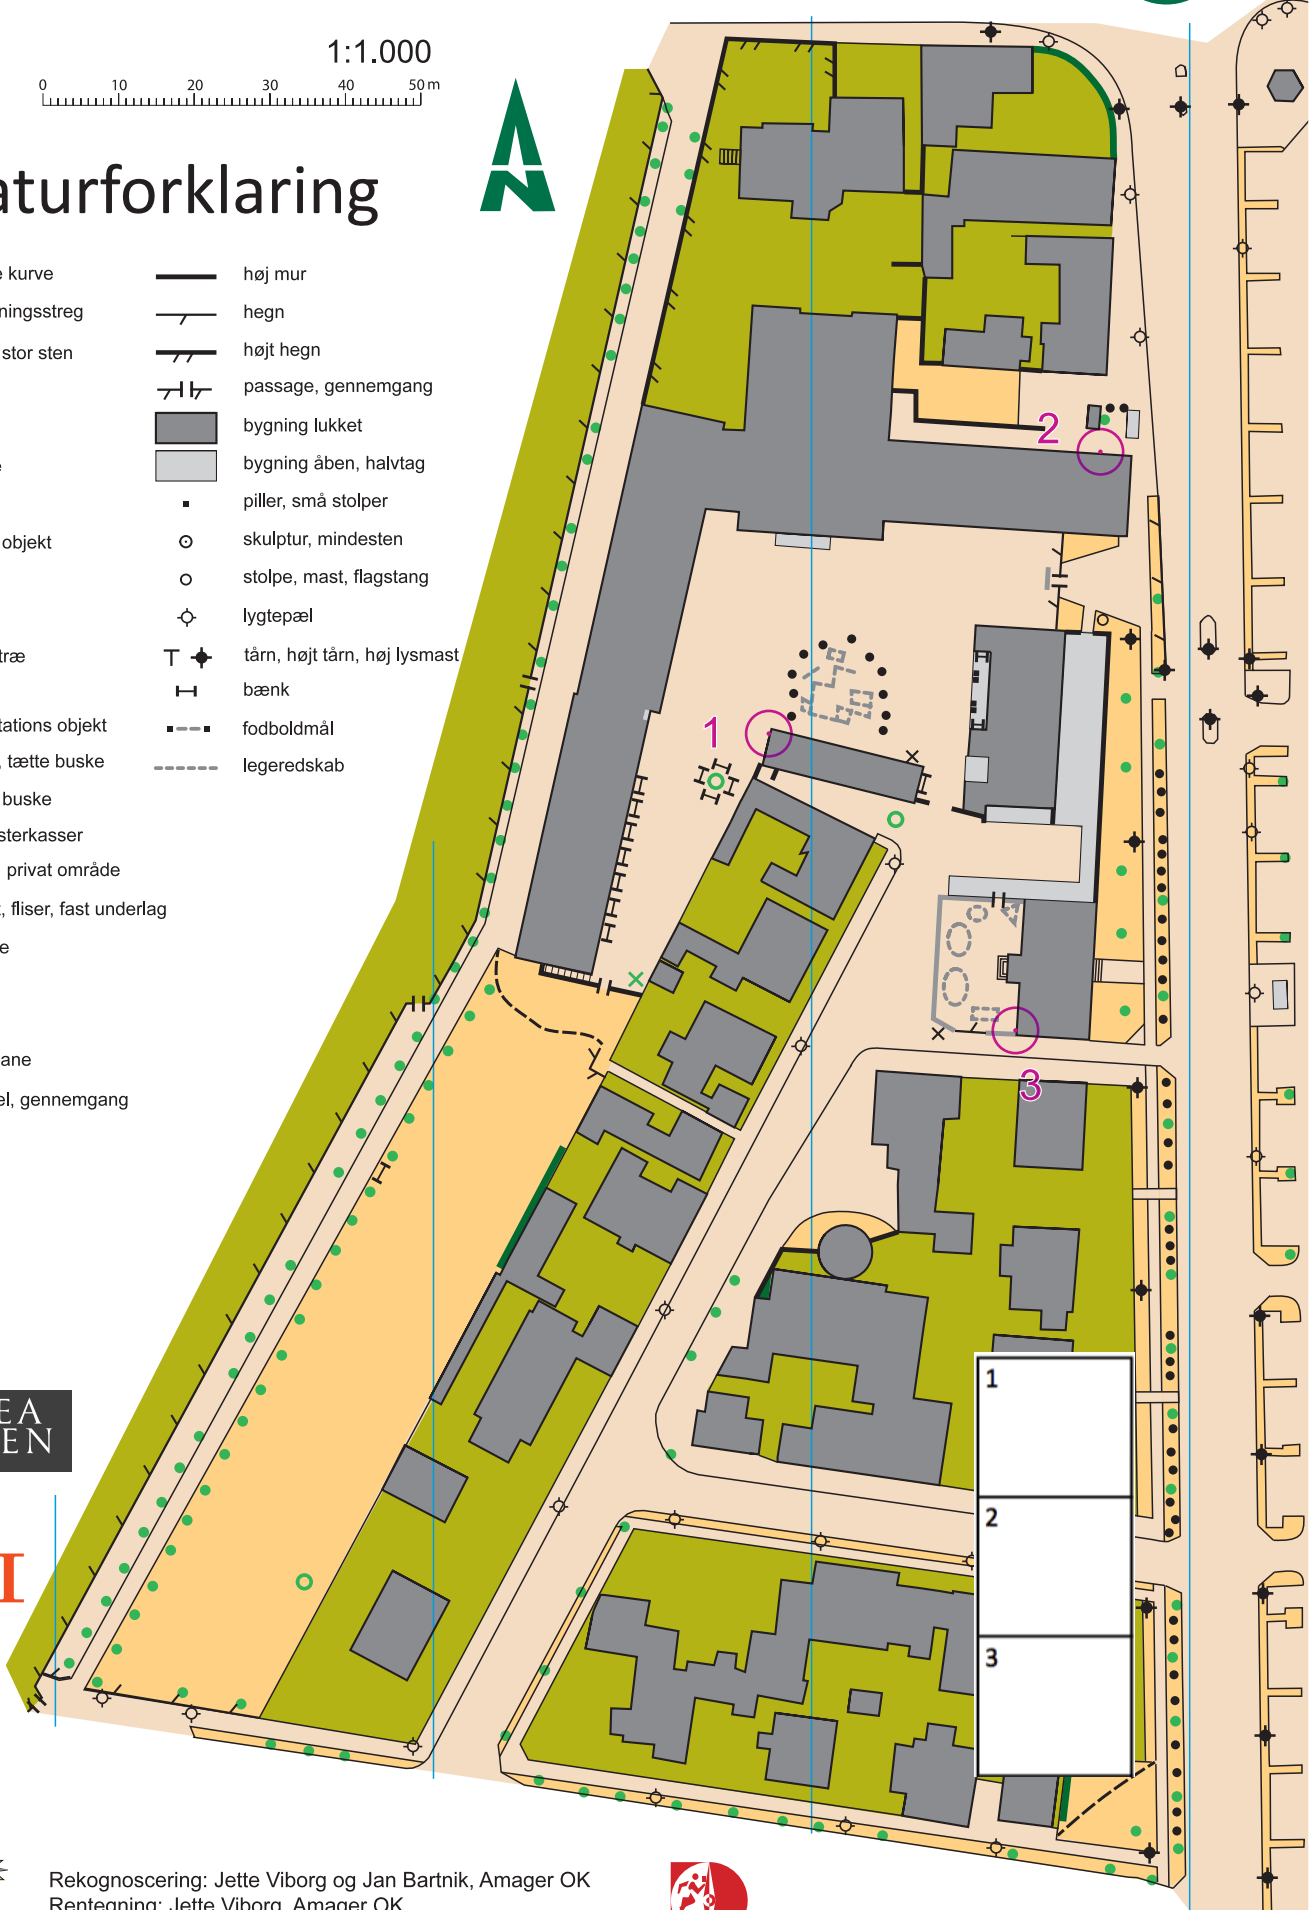 1:1.000
0 10 20 30 40 50 m
aturforklaring
e kurve
høj mur
ningsstreg
hegn
stor sten
højt hegn
passage, gennemgang
bygning lukket
e
bygning åben, halvtag
piller, små stolper
objekt
skulptur, mindesten
stolpe, mast, flagstang
lygtepæl
træ
tårn, højt tårn, høj lysmast
bænk
tations objekt
fodboldmål
, tætte buske
legeredskab
buske
sterkasser
privat område
t, fliser, fast underlag
e
ane
el, gennemgang
N
2
1
3
EA
EN
I
1
2
3
Rekognoscering: Jette Viborg og Jan Bartnik, Amager OK
Rentegning: Jette Viborg, Amager OK